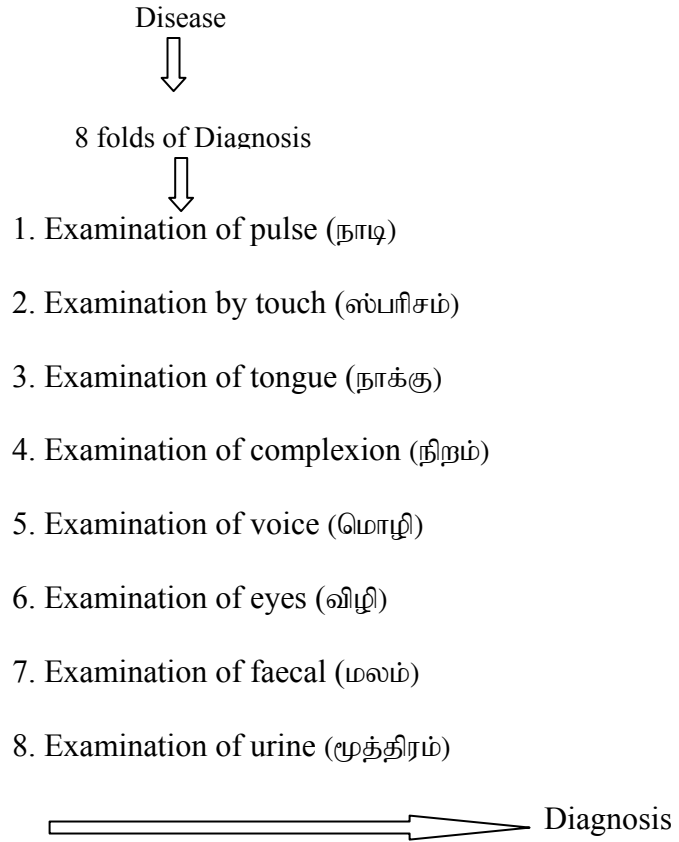 Disease
8 folds of Diagnosis
1. Examination of pulse (நாடி)
2. Examination by touch (ஸ்பரிசம்)
3. Examination of tongue (நாக்கு)
4. Examination of complexion (நிறம்)
5. Examination of voice (மொழி)
6. Examination of eyes (விழி)
7. Examination of faecal (மலம்)
8. Examination of urine (மூத்திரம்)
Diagnosis